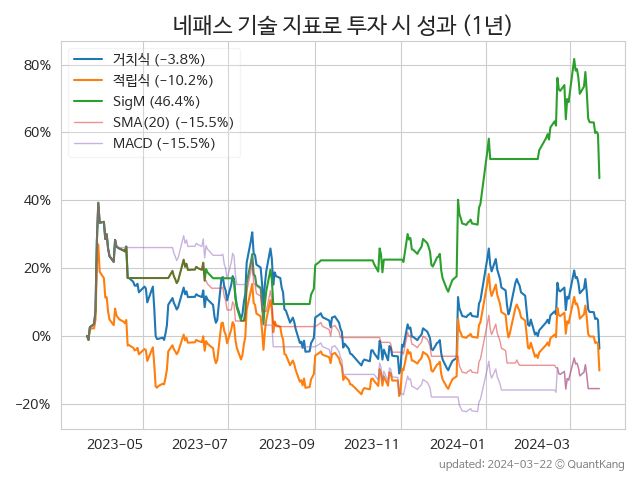 네패스 기술 지표로 투자 시 성과 (1년)
거치식 (−3.8%)
적립식 (−10.2%)
SigM (46.4%)
SMA(20) (−15.5%)
MACD (−15.5%)
80%
60%
40%
20%
0%
−20%
2023−05
2023−07
2023−09
2023−11
2024−01
2024−03
updated: 2024-03-22 © QuantKang